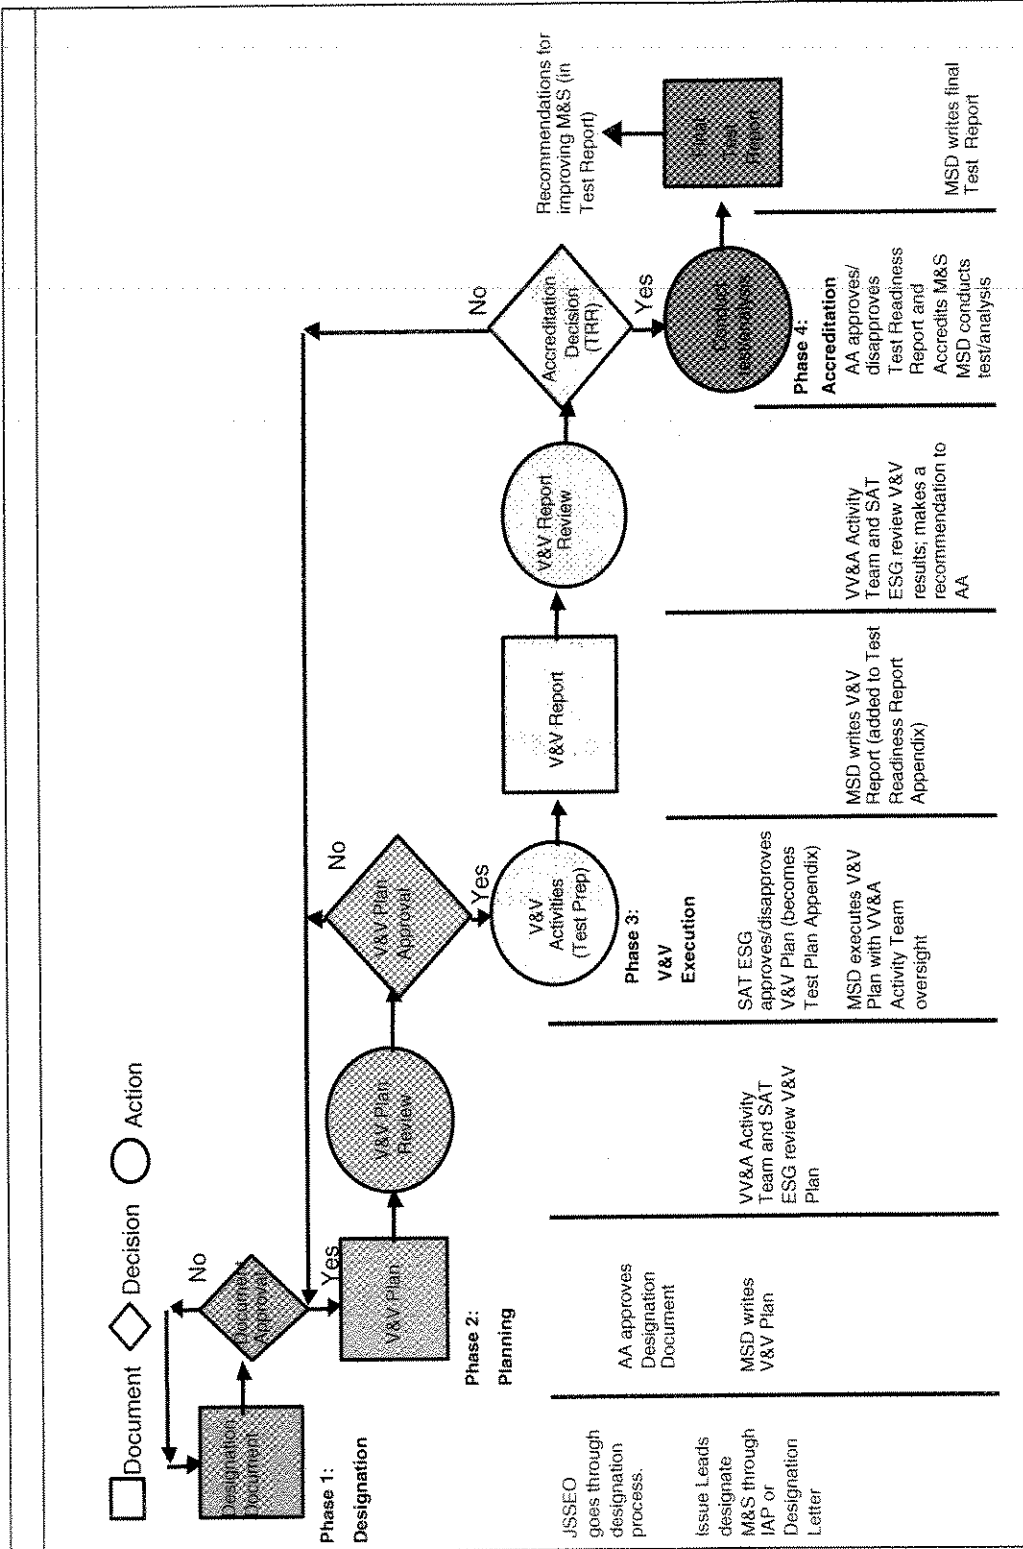 Document
Decision
Action
Designation
Document
No
Document
Approval
Yes
V&V Plan
V&V Plan
Review
No
V&V Plan
Approval
Yes
V&V
Activities
(Test Prep)
V&V Report
V&V Report
Review
No
Accreditation
Decision
(TRR)
Yes
Conduct
test/analysis
Final
Test
Report
Recommendations for
improving M&S (in
Test Report)
Phase 1:
Designation
JSSEO
goes through
designation
process.
Issue Leads
designate
M&S through
IAP or
Designation
Letter
Phase 2:
Planning
AA approves
Designation
Document
MSD writes
V&V Plan
VV&A Activity
Team and SAT
ESG review V&V
Plan
Phase 3:
V&V
Execution
SAT ESG
approves/disapproves
V&V Plan (becomes
Test Plan Appendix)
MSD executes V&V
Plan with VV&A
Activity Team
oversight
MSD writes V&V
Report (added to Test
Readiness Report
Appendix)
VV&A Activity
Team and SAT
ESG review V&V
results; makes a
recommendation to
AA
Phase 4:
Accreditation
AA approves/
disapproves
Test Readiness
Report and
Accredits M&S
MSD conducts
test/analysis
MSD writes final
Test Report